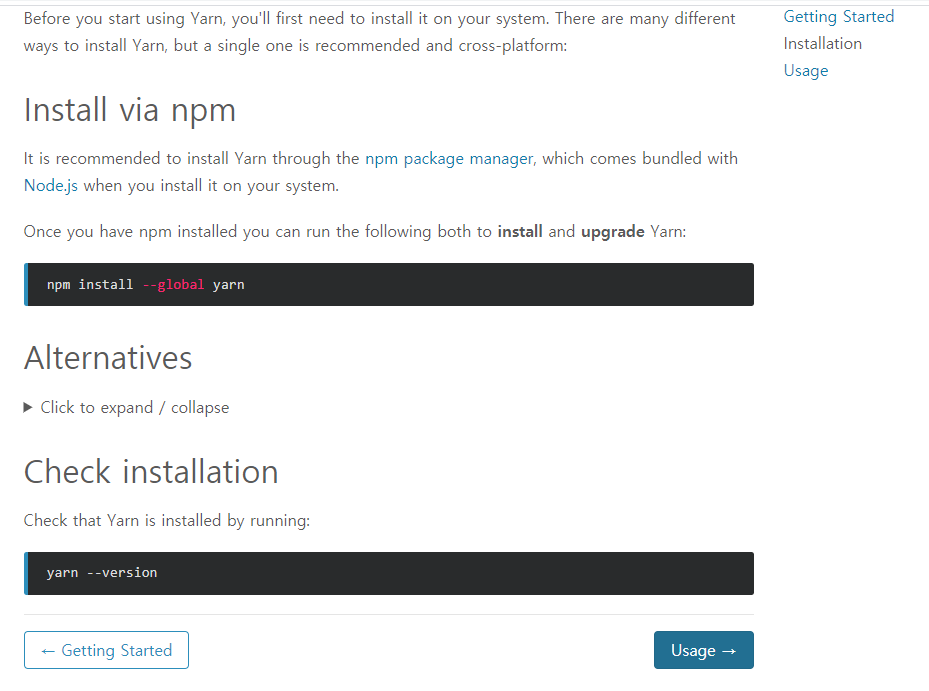 Before you start using Yarn, you'll first need to install it on your system. There are many different
ways to install Yarn, but a single one is recommended and cross-platform:
Install via npm
It is recommended to install Yarn through the npm package manager, which comes bundled with
Node.js when you install it on your system.
Once you have npm installed you can run the following both to install and upgrade Yarn:
npm install --global yarn
Alternatives
▶ Click to expand / collapse
Check installation
Check that Yarn is installed by running:
yarn --version
← Getting Started
Usage →
Getting Started
Installation
Usage